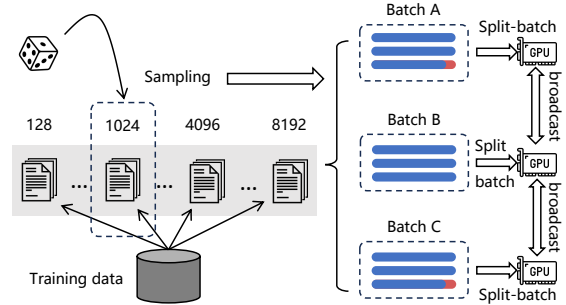 Batch A
Split-batch
GPU
Sampling
broadcast
128
1024
4096
8192
...
...
...
Batch B
Split
batch
GPU
broadcast
Batch C
Training data
GPU
Split-batch